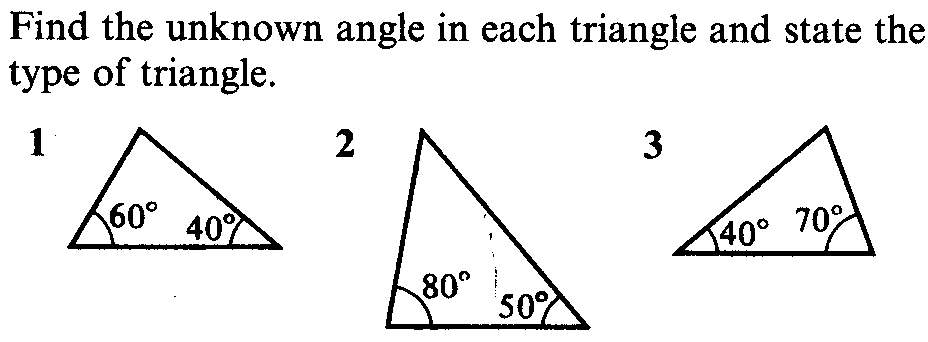 Find the unknown angle in each triangle and state the
type of triangle.
1 2 3
60° 40° 80° 50° 40° 70°